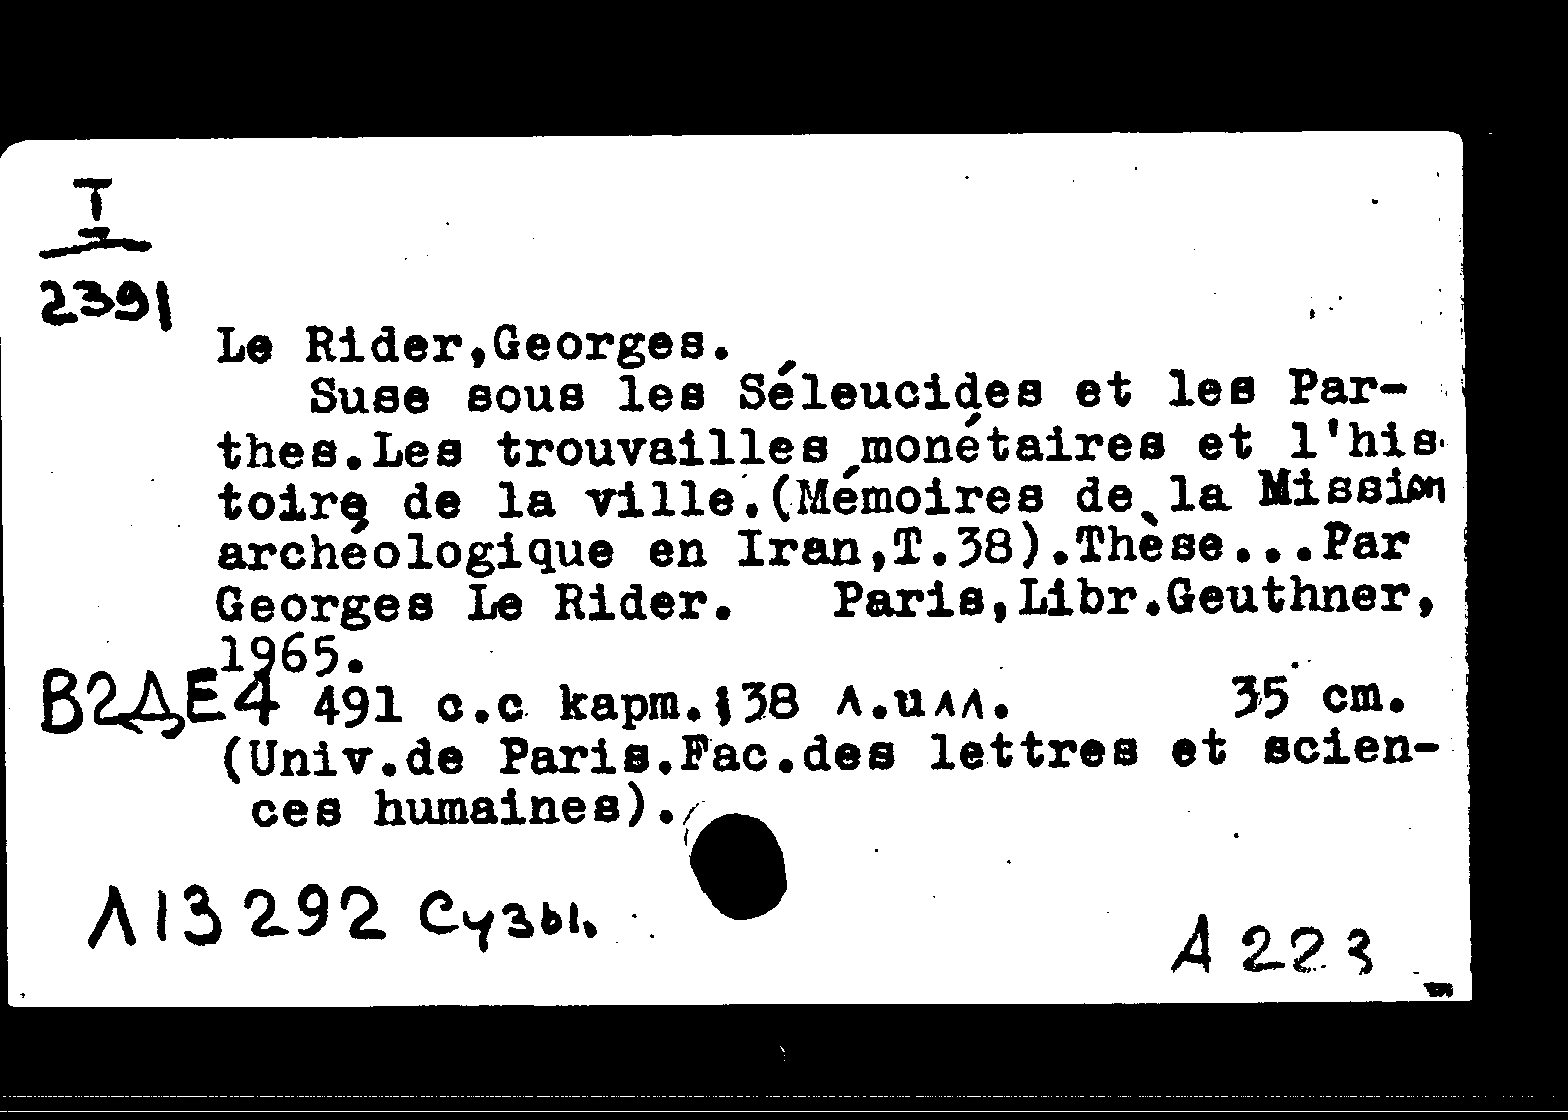 I
2391
Le Rider,Georges.
Suse sous les Séleucides et les Par-
thes.Les trouvailles monétaires et l'his
toire de la ville.(Mémoires de la Mission
archéologique en Iran,T.38).Thèse...Par
Georges Le Rider. Paris,Libr.Geuthner,
1965.
В2ДЕ4 491 с.с карт.;38 л.илл. 35 cm.
(Univ.de Paris.Fac.des lettres et scien-
ces humaines).
Л13292 Сузы.
А 223